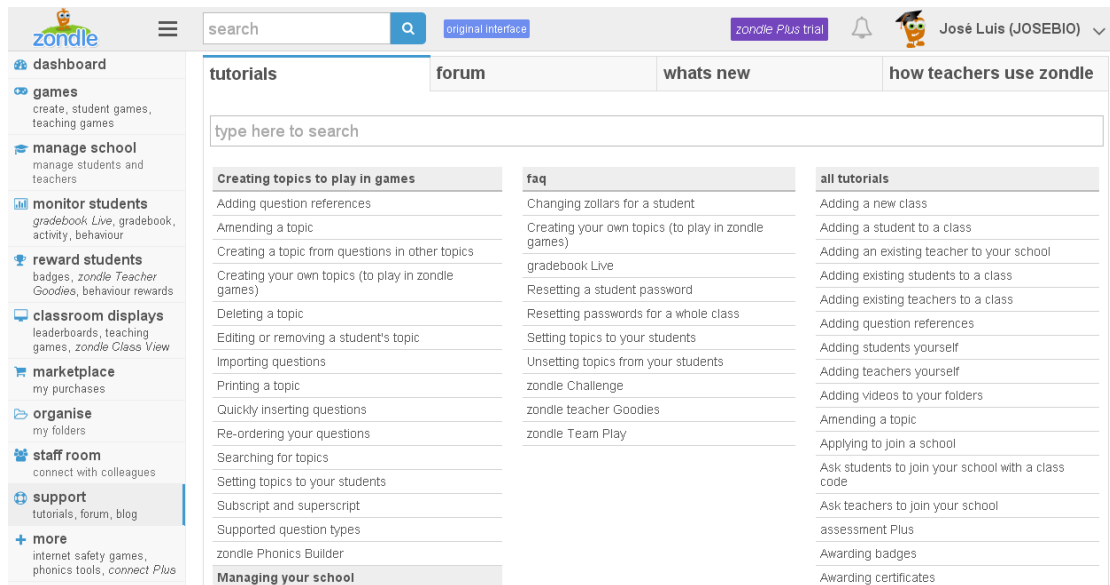 zondle
search
original interface
zondle Plus trial
José Luis (JOSEBIO)
dashboard
games
create, student games,
teaching games
manage school
manage students and
teachers
monitor students
gradebook Live, gradebook,
activity, behaviour
reward students
badges, zondle Teacher
Goodies, behaviour rewards
classroom displays
leaderboards, teaching
games, zondle Class View
marketplace
my purchases
organise
my folders
staff room
connect with colleagues
support
tutorials, forum, blog
more
internet safety games,
phonics tools, connect Plus
tutorials
forum
whats new
how teachers use zondle
type here to search
Creating topics to play in games
Adding question references
Amending a topic
Creating a topic from questions in other topics
Creating your own topics (to play in zondle
games)
Deleting a topic
Editing or removing a student's topic
Importing questions
Printing a topic
Quickly inserting questions
Re-ordering your questions
Searching for topics
Setting topics to your students
Subscript and superscript
Supported question types
zondle Phonics Builder
Managing your school
faq
Changing zollars for a student
Creating your own topics (to play in zondle
games)
gradebook Live
Resetting a student password
Resetting passwords for a whole class
Setting topics to your students
Unsetting topics from your students
zondle Challenge
zondle teacher Goodies
zondle Team Play
all tutorials
Adding a new class
Adding a student to a class
Adding an existing teacher to your school
Adding existing students to a class
Adding existing teachers to a class
Adding question references
Adding students yourself
Adding teachers yourself
Adding videos to your folders
Amending a topic
Applying to join a school
Ask students to join your school with a class
code
Ask teachers to join your school
assessment Plus
Awarding badges
Awarding certificates